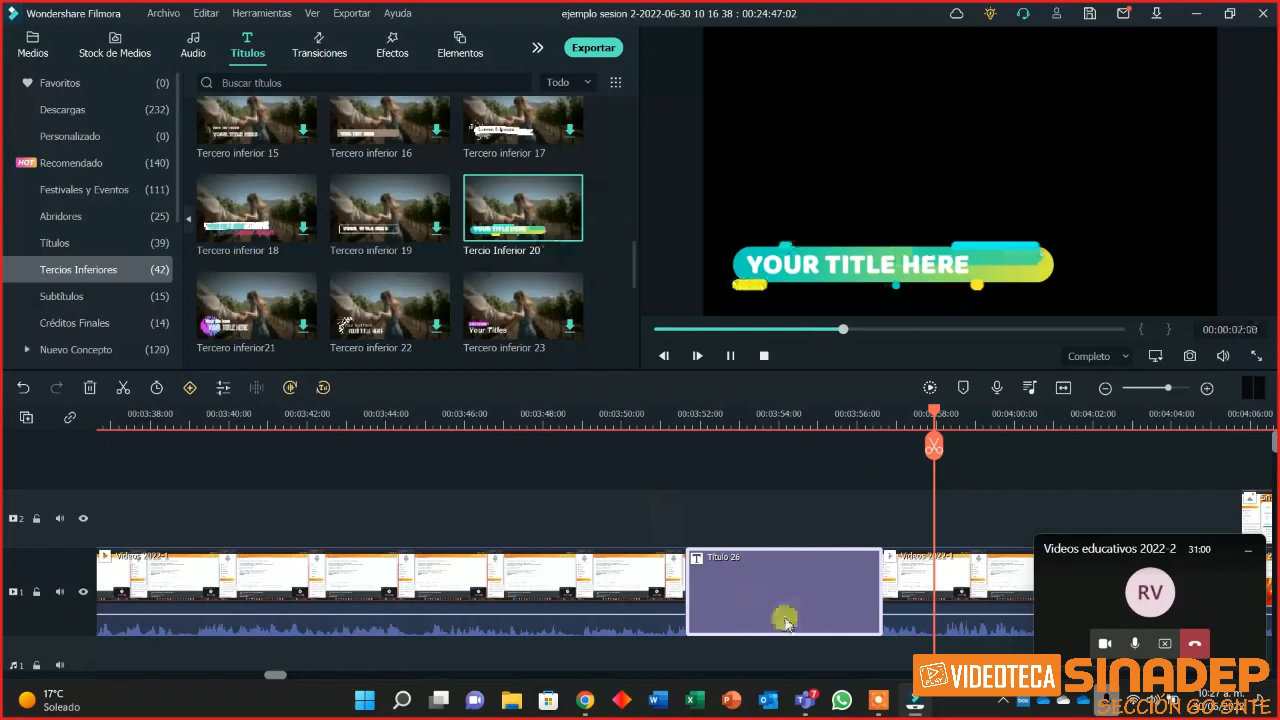 Wondershare Filmora
Archivo
Editar
Herramientas
Ver
Exportar
Ayuda
ejemplo sesion 2-2022-06-30 10 16 38 : 00:24:47:02
Medios
Stock de Medios
Audio
Títulos
Transiciones
Efectos
Elementos
Exportar
Favoritos (0)
Descargas (232)
Personalizado (0)
HOT Recomendado (140)
Festivales y Eventos (111)
Abridores (25)
Títulos (39)
Tercios Inferiores (42)
Subtítulos (15)
Créditos Finales (14)
Nuevo Concepto (120)
Buscar títulos
Todo
Tercero inferior 15
Tercero inferior 16
Tercero inferior 17
Tercero inferior 18
Tercero inferior 19
Tercio Inferior 20
Tercero inferior21
Tercero inferior 22
Tercero inferior 23
YOUR TITLE HERE
00:00:02:00
Completo
00:03:38:00
00:03:40:00
00:03:42:00
00:03:44:00
00:03:46:00
00:03:48:00
00:03:50:00
00:03:52:00
00:03:54:00
00:03:56:00
00:03:58:00
00:04:00:00
00:04:02:00
00:04:04:00
00:04:06:00
2
1
Videos 2022-1
T Título 26
Videos 2022-1
1
Videos educativos 2022-2 31:00
RV
PLAY VIDEOTECA SINADEP
17°C
Soleado
7
10:27 a. m.
30/06/2022